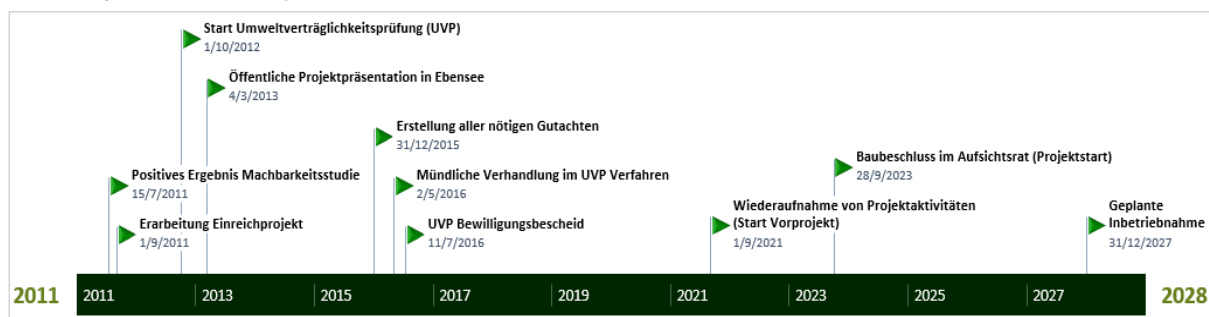 Start Umweltverträglichkeitsprüfung (UVP)
1/10/2012
Öffentliche Projektpräsentation in Ebensee
4/3/2013
Erstellung aller nötigen Gutachten
31/12/2015
Baubeschluss im Aufsichtsrat (Projektstart)
28/9/2023
Positives Ergebnis Machbarkeitsstudie
15/7/2011
Mündliche Verhandlung im UVP Verfahren
2/5/2016
Wiederaufnahme von Projektaktivitäten
(Start Vorprojekt)
1/9/2021
Geplante
Inbetriebnahme
31/12/2027
Erarbeitung Einreichprojekt
1/9/2011
UVP Bewilligungsbescheid
11/7/2016
2011 2011 2013 2015 2017 2019 2021 2023 2025 2027 2028